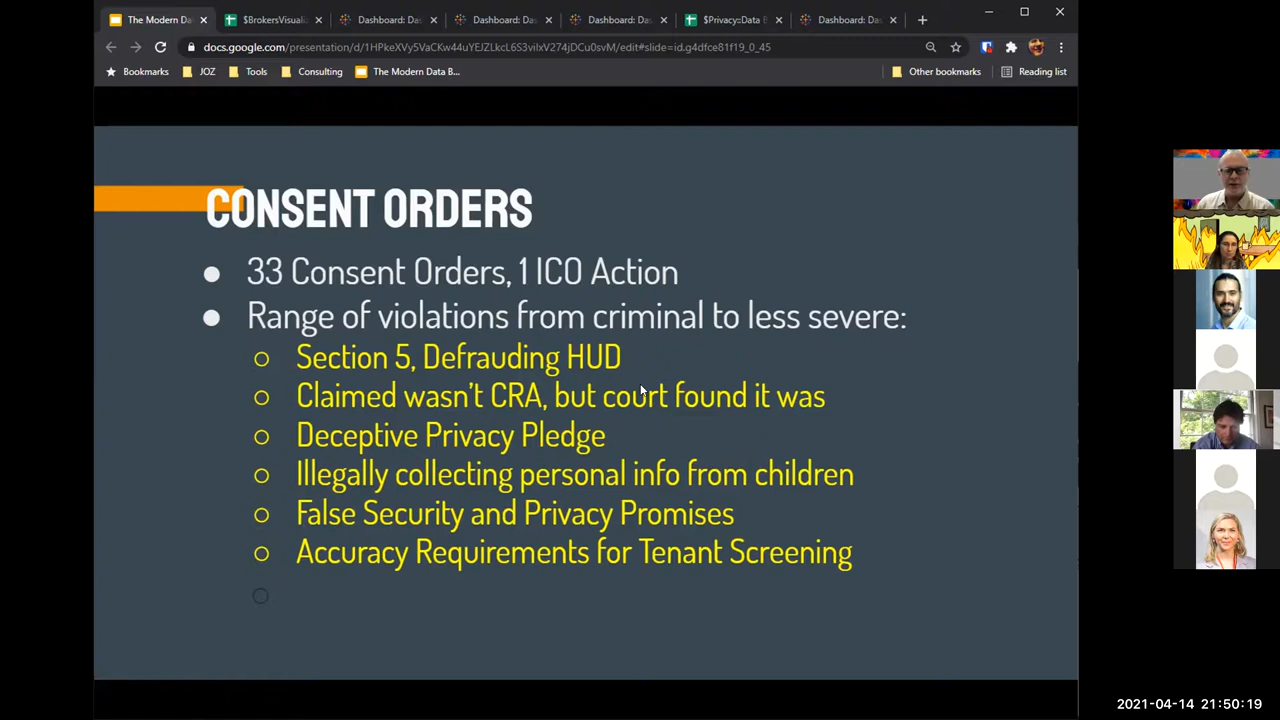 The Modern Da
$BrokersVisuali
Dashboard: Das
Dashboard: Das
Dashboard: Das
$Privacy::Data B
Dashboard: Das
docs.google.com/presentation/d/1HPkeXVy5VaCKw44uYEJZLkcL6S3vilxV274jDCu0svM/edit#slide=id.g4dfce81f19_0_45
Bookmarks
JOZ
Tools
Consulting
The Modern Data B...
Other bookmarks
Reading list
CONSENT ORDERS
● 33 Consent Orders, 1 ICO Action
● Range of violations from criminal to less severe:
○ Section 5, Defrauding HUD
○ Claimed wasn't CRA, but court found it was
○ Deceptive Privacy Pledge
○ Illegally collecting personal info from children
○ False Security and Privacy Promises
○ Accuracy Requirements for Tenant Screening
2021-04-14 21:50:19